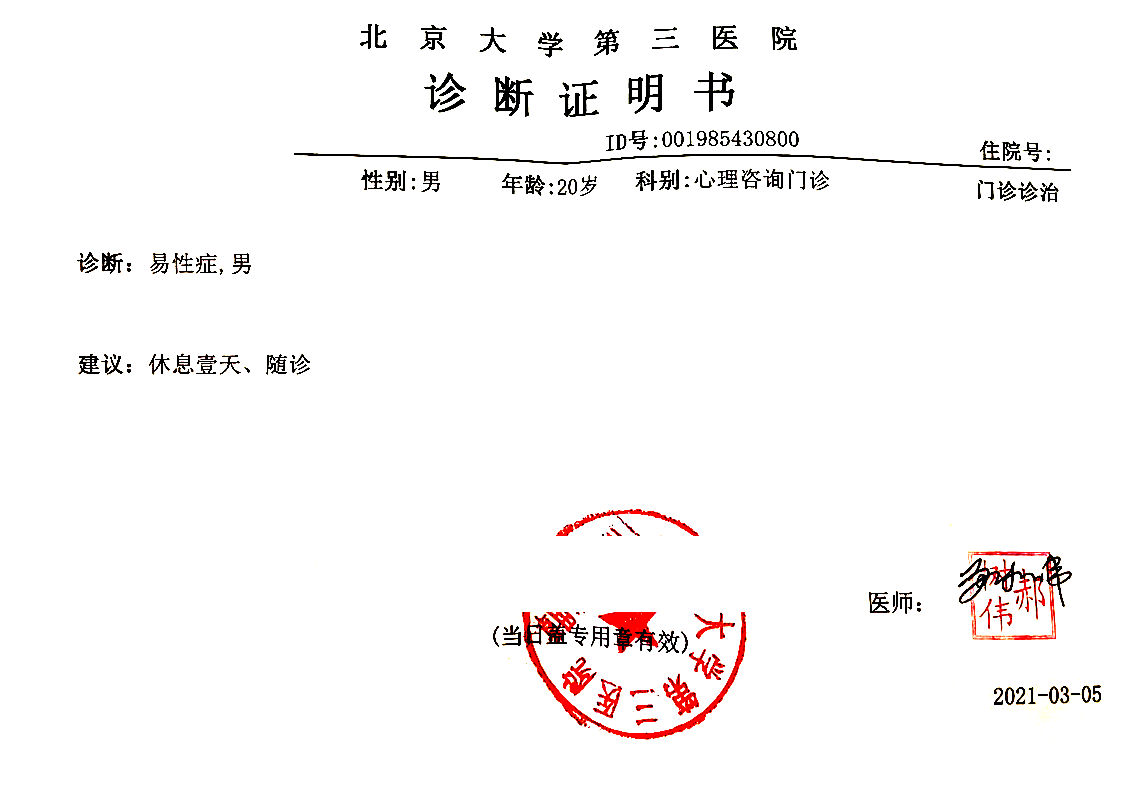 北京大学第三医院
诊断证明书
ID号:001985430800
住院号:
性别:男 年龄:20岁 科别:心理咨询门诊 门诊诊治
诊断：易性症,男
建议：休息壹天、随诊
医师：
郝
树伟
(当日盖专用章有效)
大学第三医院
2021-03-05